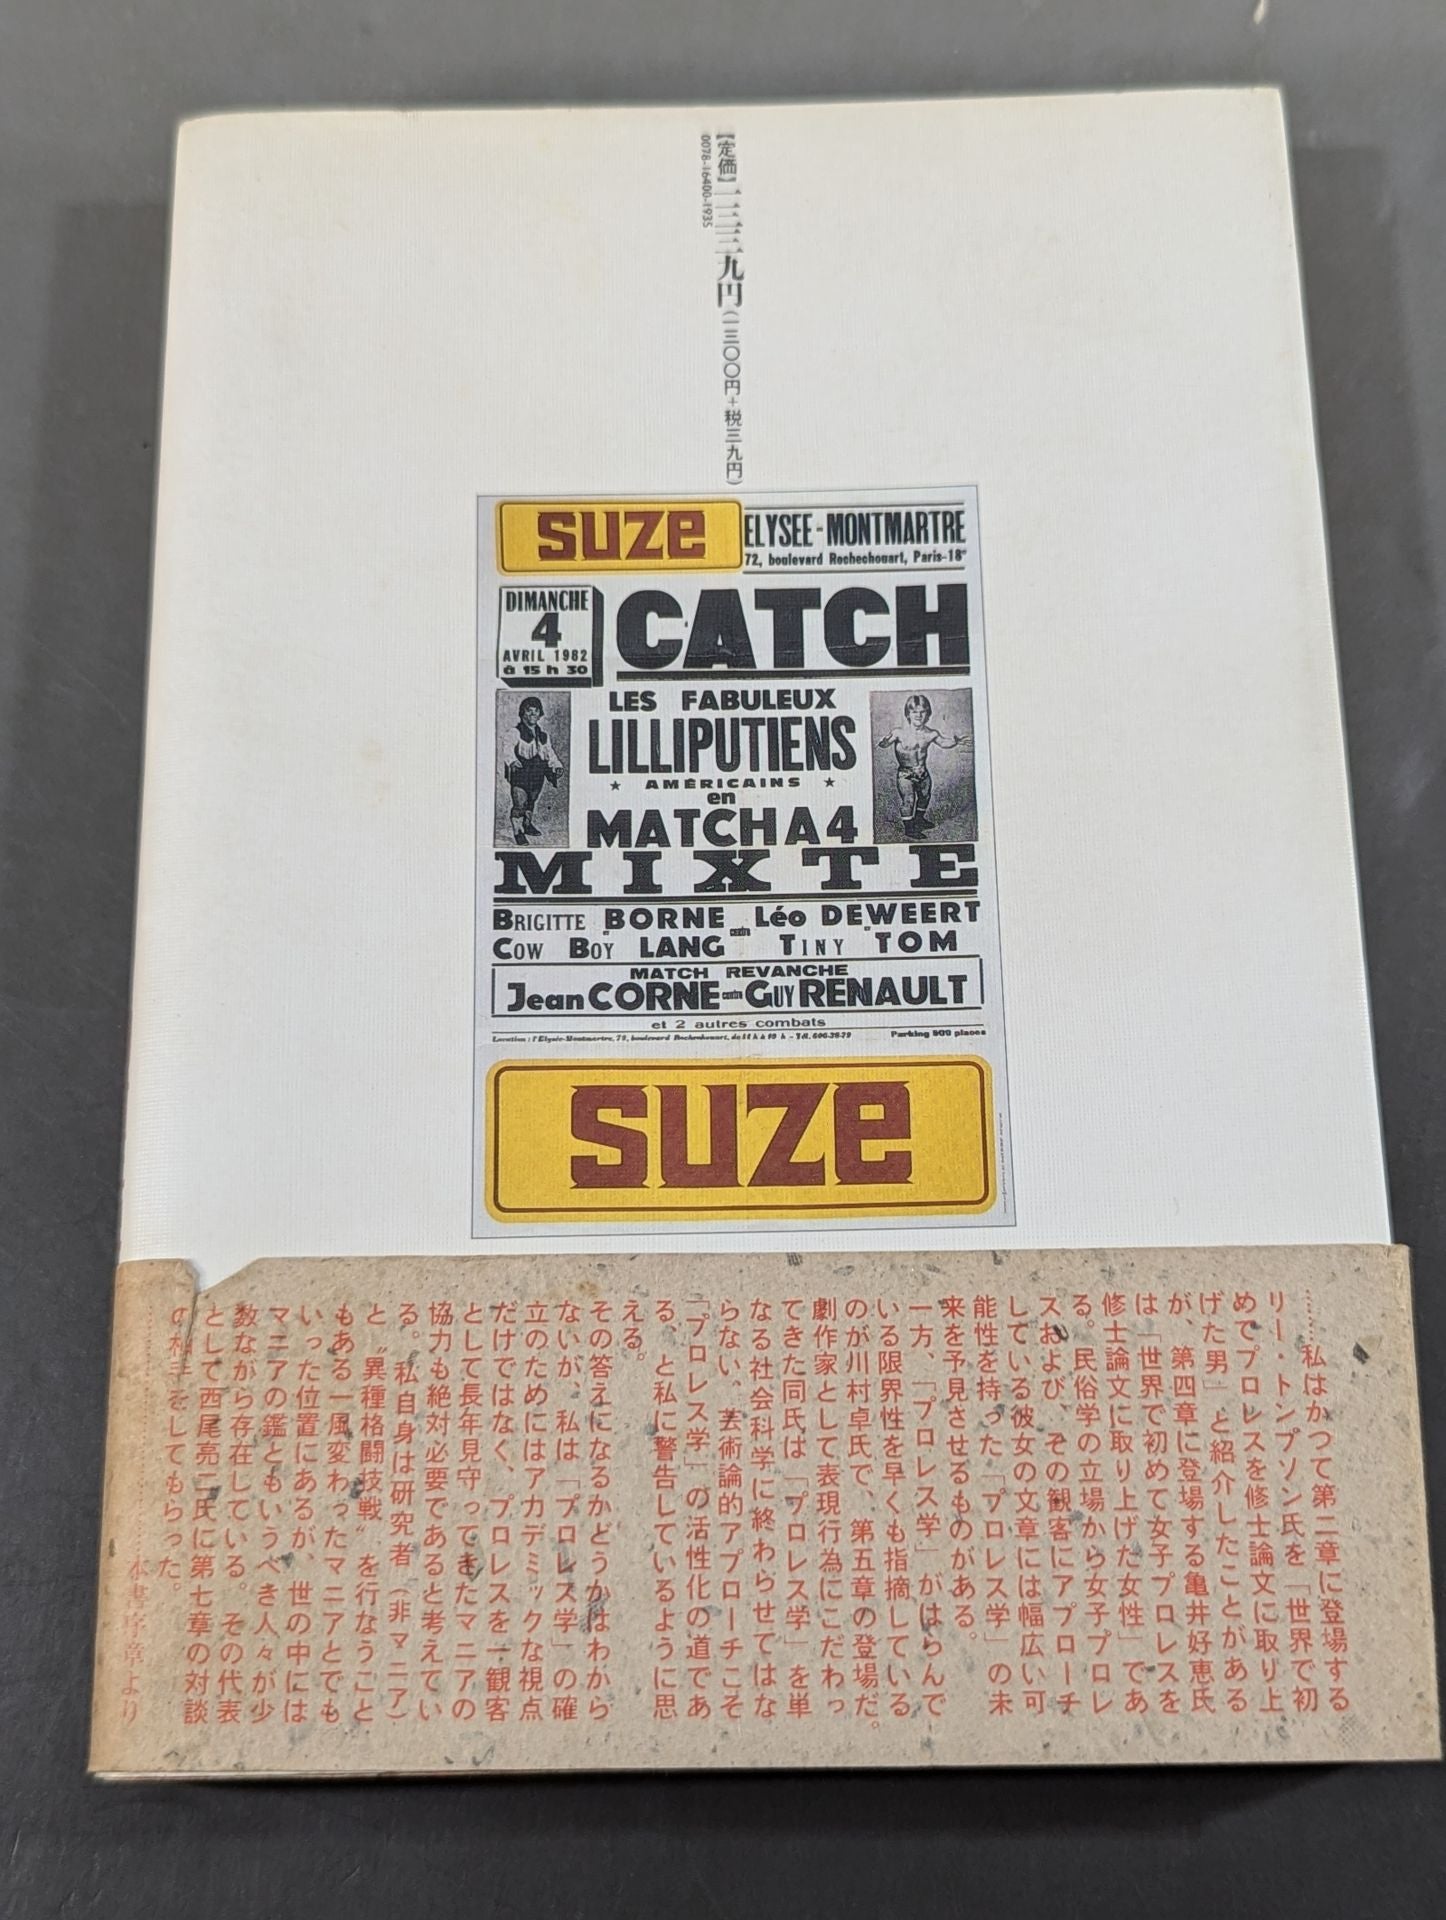 【定価】一三三九円（一三〇〇円+税三九円）
0078-16400-1935
suze
ELYSEE-MONTMARTRE
72, boulevard Rochechouart, Paris-18e
DIMANCHE
4
AVRIL 1982
à 15 h 30
CATCH
LES FABULEUX
LILLIPUTIENS
★ AMÉRICAINS ★
en
MATCH A 4
MIXTE
BRIGITTE BORNE et COW BOY LANG
contre
Léo DEWEERT et TINY TOM
MATCH REVANCHE
Jean CORNE contre GUY RENAULT
et 2 autres combats
Location : l'Elysée-Montmartre, 72, boulevard Rochechouart, de 11 h à 19 h - Tél. 606-38-79
Parking 800 places
suze
……私はかつて第二章に登場する
リー・トンプソン氏を「世界で初
めてプロレスを修士論文に取り上
げた男」と紹介したことがある
が、第四章に登場する亀井好恵氏
は「世界で初めて女子プロレスを
修士論文に取り上げた女性」であ
る。民俗学の立場から女子プロレ
スおよび、その観客にアプローチ
している彼女の文章には幅広い可
能性を持った「プロレス学」の未
来を予見させるものがある。
一方、「プロレス学」がはらんで
いる限界性を早くも指摘している
のが川村卓氏で、第五章の登場だ。
劇作家として表現行為にこだわっ
てきた同氏は「プロレス学」を単
なる社会科学に終わらせてはな
らない、芸術論的アプローチこそ
「プロレス学」の活性化の道であ
る、と私に警告しているように思
える。
その答えになるかどうかはわから
ないが、私は「プロレス学」の確
立のためにはアカデミックな視点
だけではなく、プロレスを一観客
として長年見守ってきたマニアの
協力も絶対必要であると考えてい
る。私自身は研究者（非マニア）
と〝異種格闘技戦〟を行なうこと
もある一風変わったマニアとでも
いった位置にあるが、世の中には
マニアの鑑ともいうべき人々が少
数ながら存在している。その代表
として西尾亮二氏に第七章の対談
の相手をしてもらった。
……本書序章より